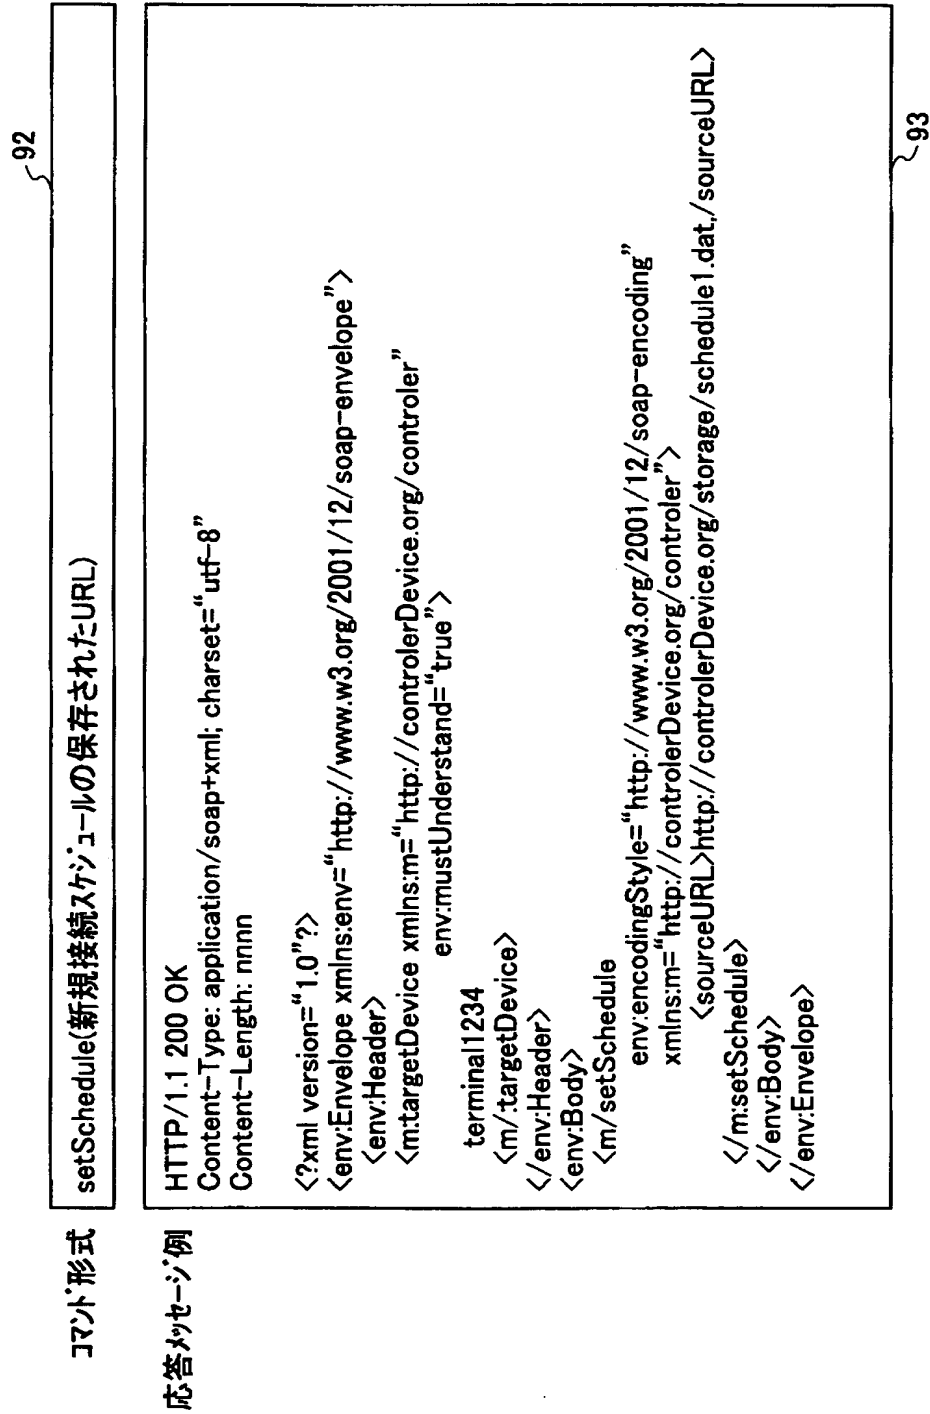 92
コマンド形式
setSchedule(新規接続スケジュールの保存されたURL)
応答メッセージ例
HTTP/1.1 200 OK
Content-Type: application/soap+xml; charset=“utf-8”
Content-Length: nnnn
<?xml version=“1.0”?>
<env:Envelope xmlns:env=“http://www.w3.org/2001/12/soap-envelope”>
<env:Header>
<m:targetDevice xmlns:m=“http://controlerDevice.org/controler”
env:mustUnderstand=“true”>
terminal1234
<m/:targetDevice>
</env:Header>
<env:Body>
<m/setSchedule
env:encodingStyle=“http://www.w3.org/2001/12/soap-encoding”
xmlns:m=“http://controlerDevice.org/controler”>
<sourceURL>http://controlerDevice.org/storage/schedule1.dat,/sourceURL>
</m:setSchedule>
</env:Body>
</env:Envelope>
93